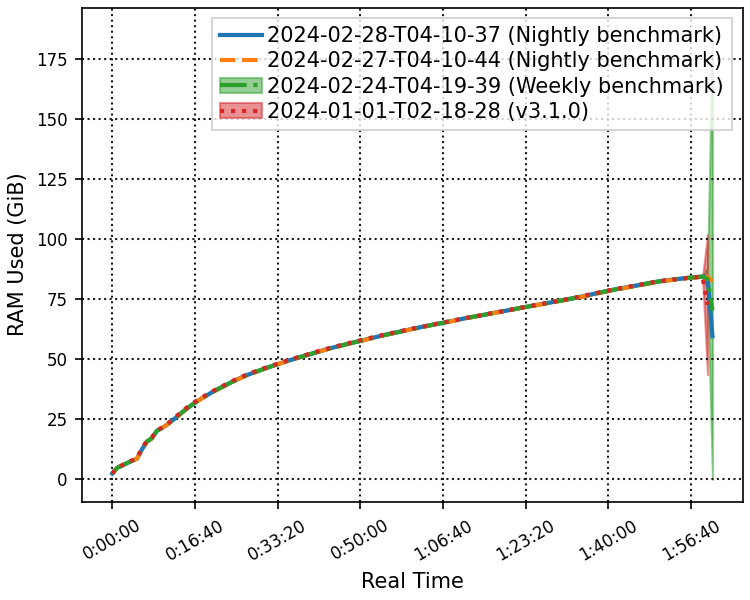 2024-02-28-T04-10-37 (Nightly benchmark)
2024-02-27-T04-10-44 (Nightly benchmark)
2024-02-24-T04-19-39 (Weekly benchmark)
2024-01-01-T02-18-28 (v3.1.0)
175
150
125
100
75
50
25
0
RAM Used (GiB)
0:00:00
0:16:40
0:33:20
0:50:00
1:06:40
1:23:20
1:40:00
1:56:40
Real Time